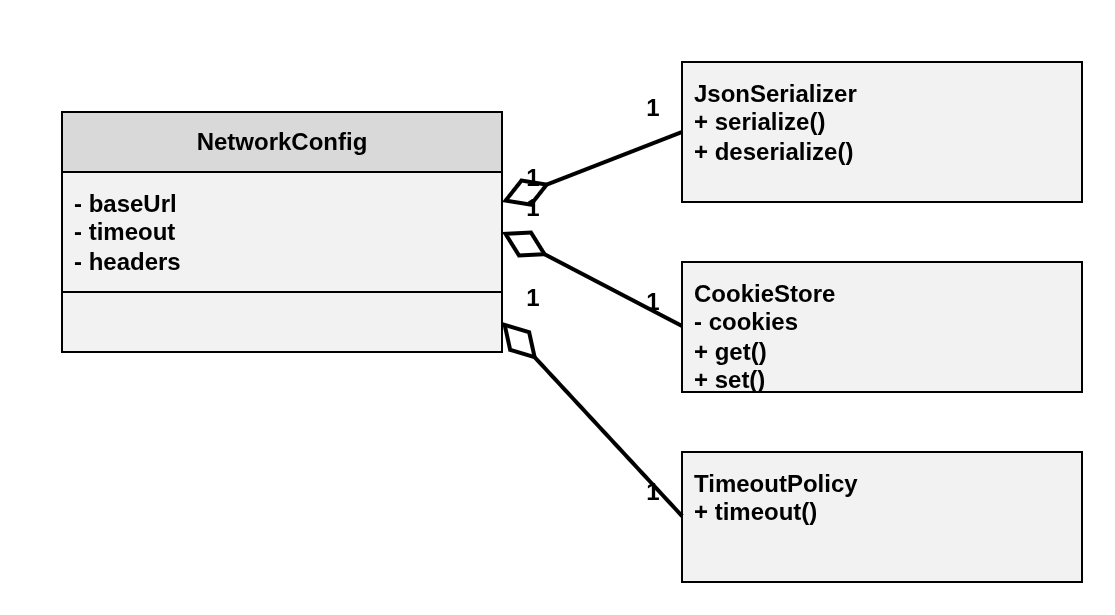 NetworkConfig
- baseUrl
- timeout
- headers
1
1
1
1
1
1
JsonSerializer
+ serialize()
+ deserialize()
CookieStore
- cookies
+ get()
+ set()
TimeoutPolicy
+ timeout()